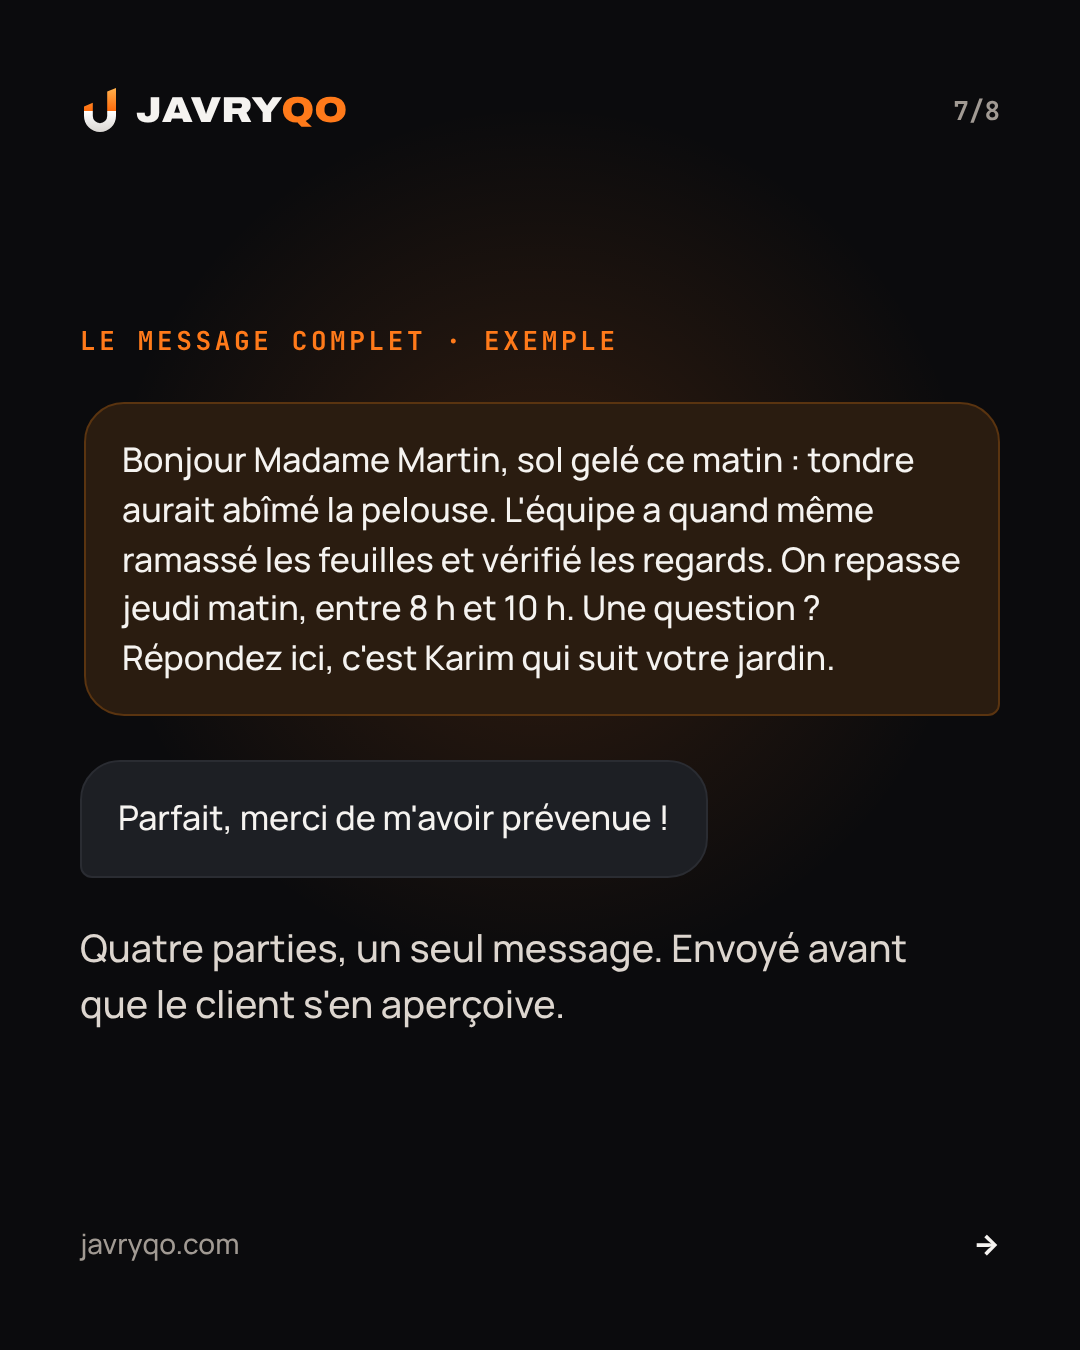 JAVRYQO
7/8
LE MESSAGE COMPLET · EXEMPLE
Bonjour Madame Martin, sol gelé ce matin : tondre
aurait abîmé la pelouse. L'équipe a quand même
ramassé les feuilles et vérifié les regards. On repasse
jeudi matin, entre 8 h et 10 h. Une question ?
Répondez ici, c'est Karim qui suit votre jardin.
Parfait, merci de m'avoir prévenue !
Quatre parties, un seul message. Envoyé avant
que le client s'en aperçoive.
javryqo.com
→